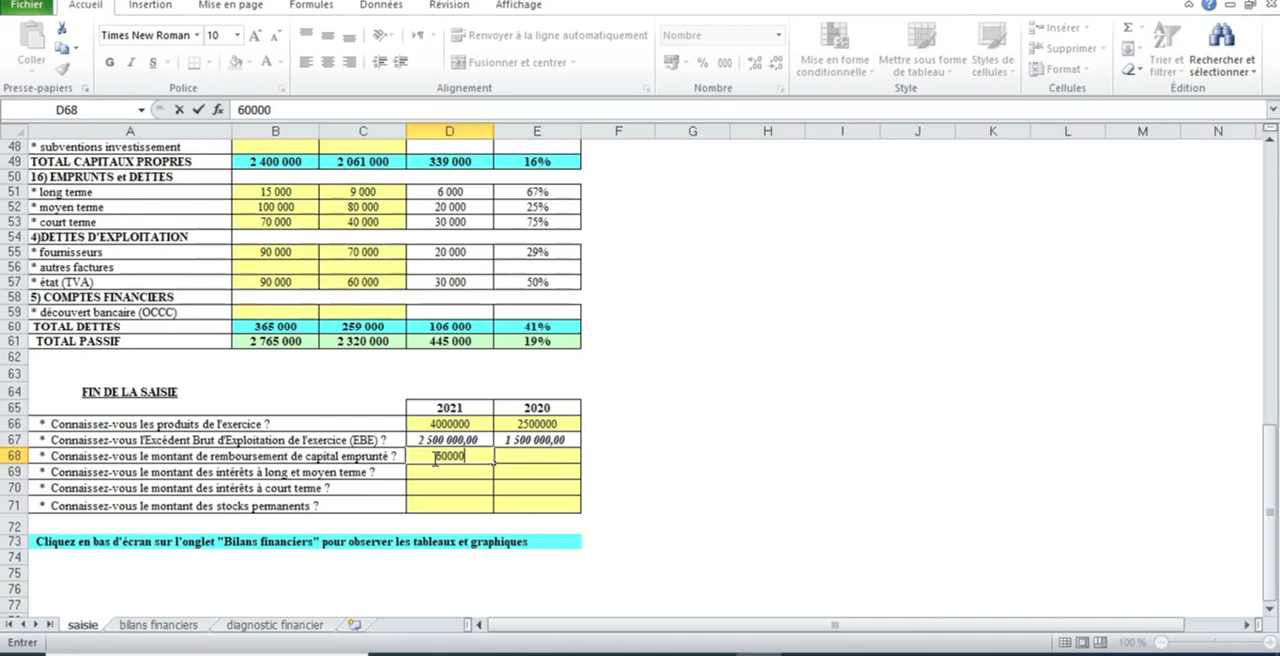 Fichier Accueil Insertion Mise en page Formules Données Révision Affichage
Coller
Times New Roman 10
G I S
Renvoyer à la ligne automatiquement
Fusionner et centrer
Nombre
% 000
Mise en forme conditionnelle
Mettre sous forme de tableau
Styles de cellules
Insérer
Supprimer
Format
Trier et filtrer
Rechercher et sélectionner
Presse-papiers Police Alignement Nombre Style Cellules Édition
D68 fx 60000
A B C D E F G H I J K L M N
48 * subventions investissement
49 TOTAL CAPITAUX PROPRES 2 400 000 2 061 000 339 000 16%
50 16) EMPRUNTS et DETTES
51 * long terme 15 000 9 000 6 000 67%
52 * moyen terme 100 000 80 000 20 000 25%
53 * court terme 70 000 40 000 30 000 75%
54 4)DETTES D'EXPLOITATION
55 * fournisseurs 90 000 70 000 20 000 29%
56 * autres factures
57 * état (TVA) 90 000 60 000 30 000 50%
58 5) COMPTES FINANCIERS
59 * découvert bancaire (OCCC)
60 TOTAL DETTES 365 000 259 000 106 000 41%
61 TOTAL PASSIF 2 765 000 2 320 000 445 000 19%
62
63
64 FIN DE LA SAISIE
65 2021 2020
66 * Connaissez-vous les produits de l'exercice ? 4000000 2500000
67 * Connaissez-vous l'Excédent Brut d'Exploitation de l'exercice (EBE) ? 2 500 000,00 1 500 000,00
68 * Connaissez-vous le montant de remboursement de capital emprunté ? 60000
69 * Connaissez-vous le montant des intérêts à long et moyen terme ?
70 * Connaissez-vous le montant des intérêts à court terme ?
71 * Connaissez-vous le montant des stocks permanents ?
72
73 Cliquez en bas d'écran sur l'onglet "Bilans financiers" pour observer les tableaux et graphiques
74
75
76
77
saisie bilans financiers diagnostic financier
Entrer 100 %